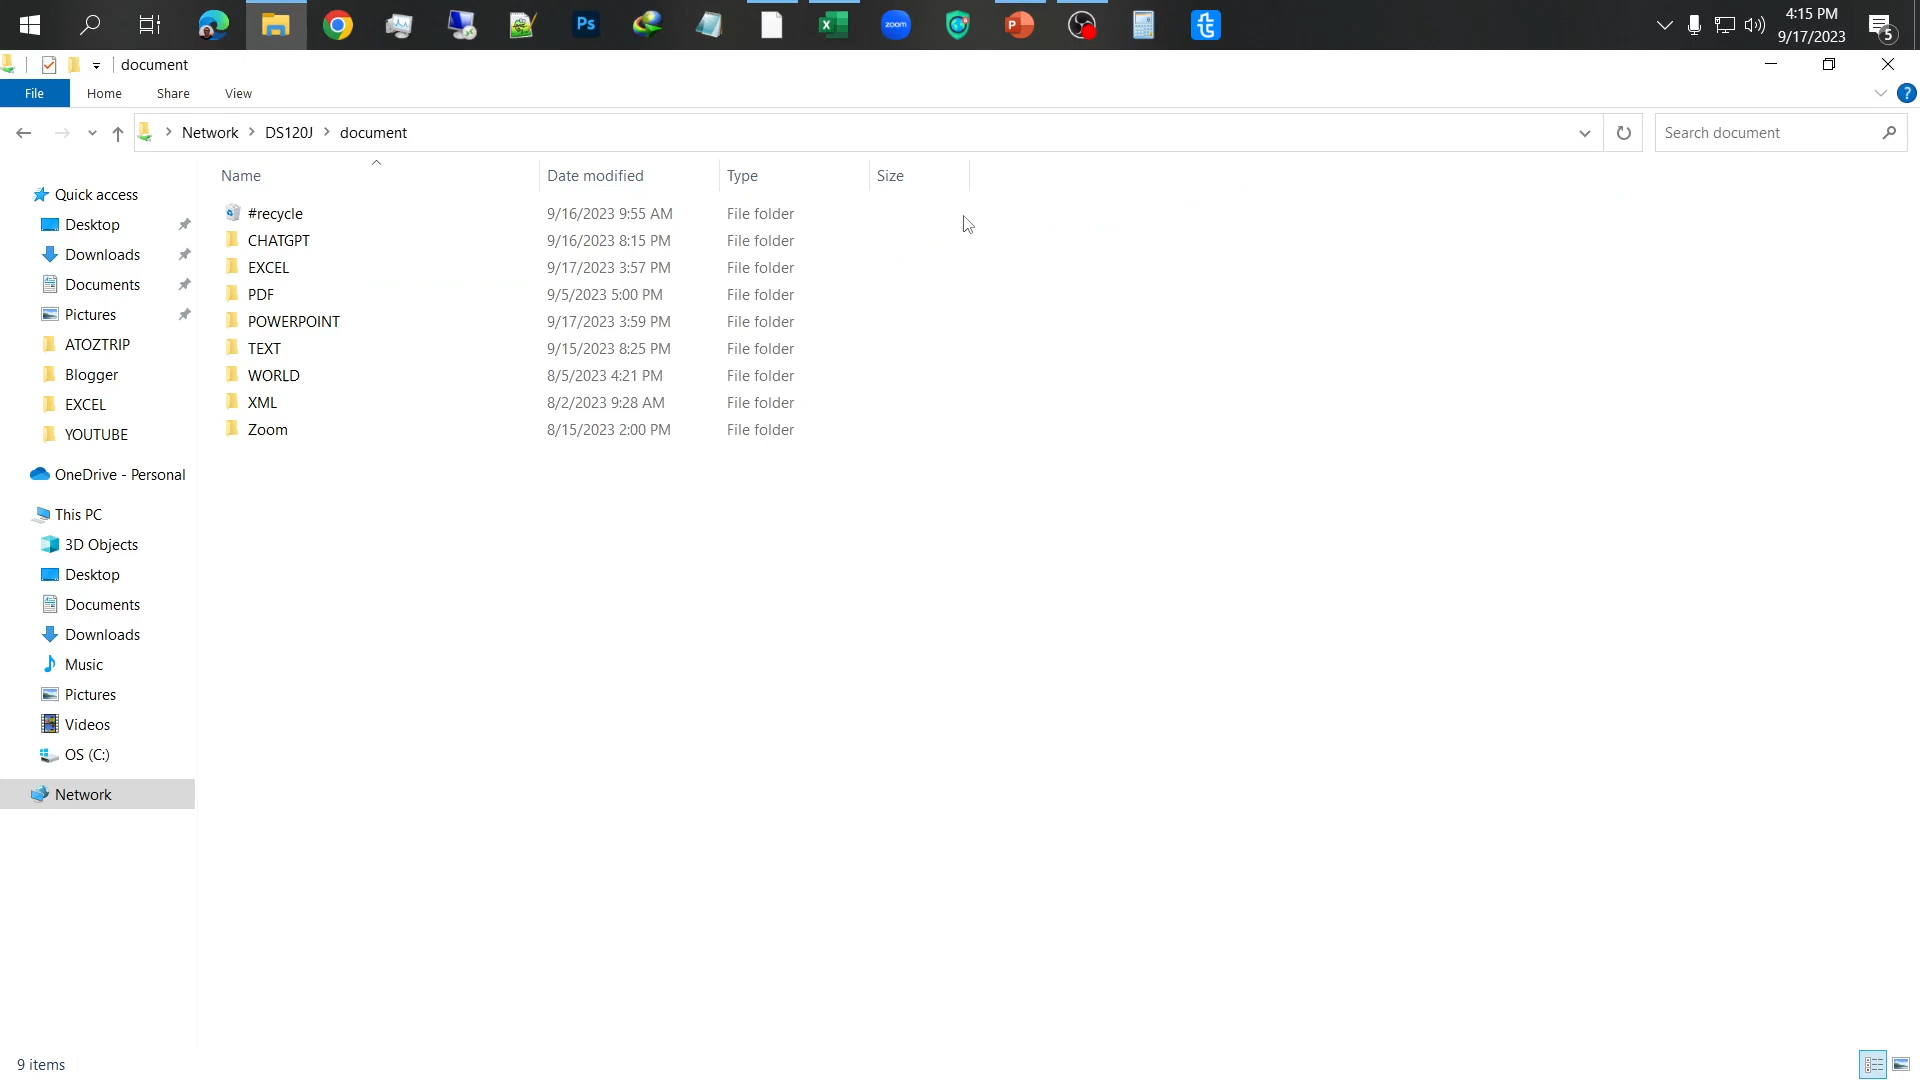 Ps
zoom
4:15 PM
9/17/2023
5
document
File Home Share View
?
Network DS120J document
Search document
Name Date modified Type Size
#recycle 9/16/2023 9:55 AM File folder
CHATGPT 9/16/2023 8:15 PM File folder
EXCEL 9/17/2023 3:57 PM File folder
PDF 9/5/2023 5:00 PM File folder
POWERPOINT 9/17/2023 3:59 PM File folder
TEXT 9/15/2023 8:25 PM File folder
WORLD 8/5/2023 4:21 PM File folder
XML 8/2/2023 9:28 AM File folder
Zoom 8/15/2023 2:00 PM File folder
Quick access
Desktop
Downloads
Documents
Pictures
ATOZTRIP
Blogger
EXCEL
YOUTUBE
OneDrive - Personal
This PC
3D Objects
Desktop
Documents
Downloads
Music
Pictures
Videos
OS (C:)
Network
9 items